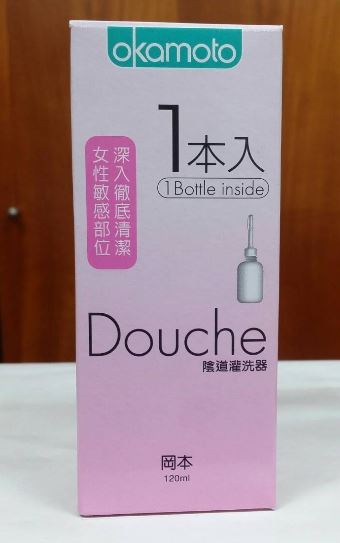 okamoto
1本入
1 Bottle inside
深入徹底清潔
女性敏感部位
Douche
陰道灌洗器
岡本
120ml